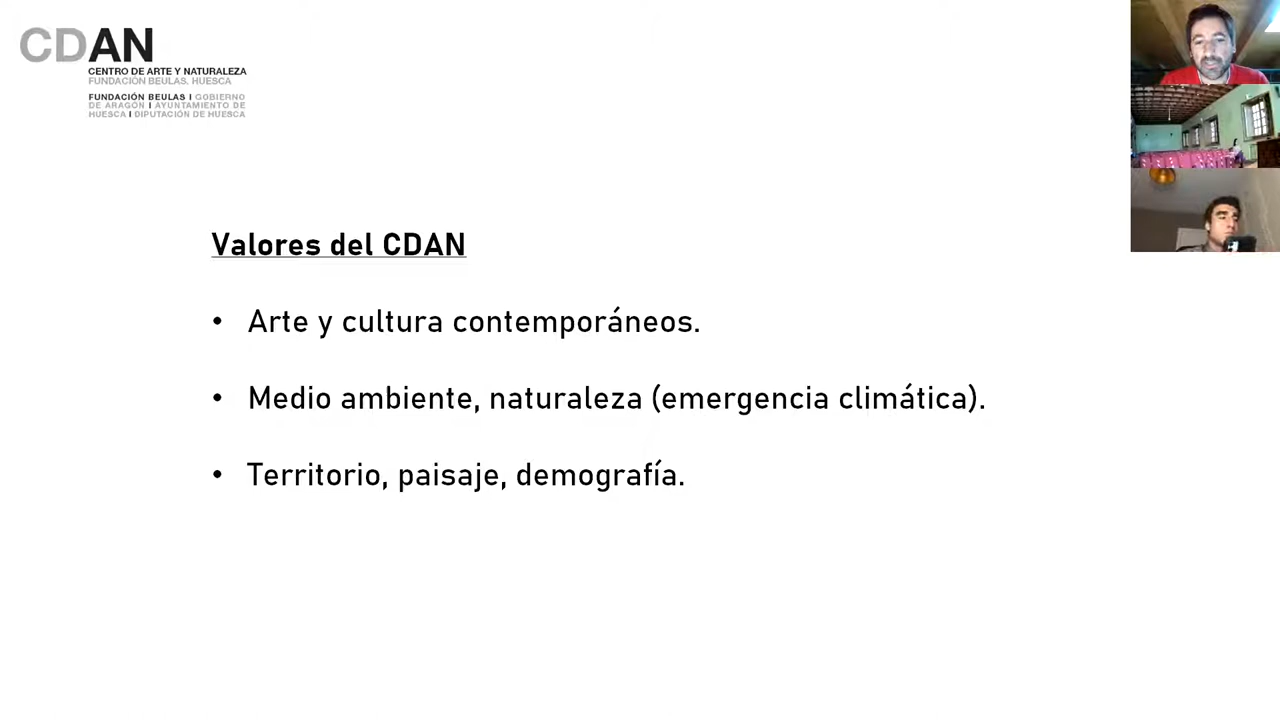 CDAN
CENTRO DE ARTE Y NATURALEZA
FUNDACIÓN BEULAS. HUESCA
FUNDACIÓN BEULAS I GOBIERNO
DE ARAGÓN I AYUNTAMIENTO DE
HUESCA I DIPUTACIÓN DE HUESCA
Valores del CDAN
• Arte y cultura contemporáneos.
• Medio ambiente, naturaleza (emergencia climática).
• Territorio, paisaje, demografía.